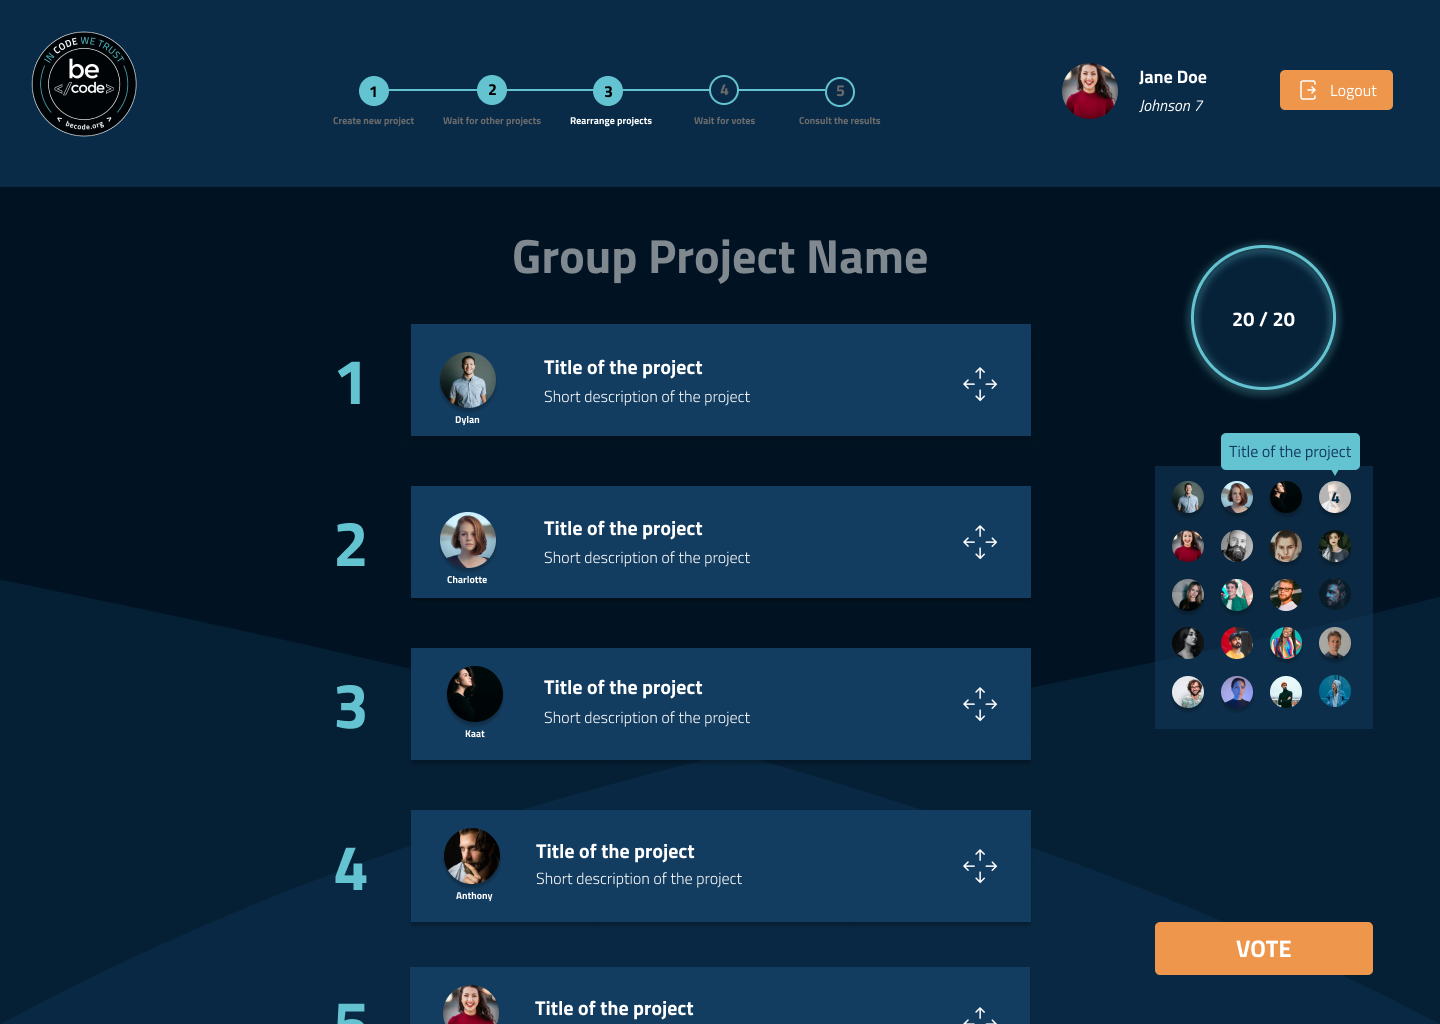 IN CODE WE TRUST
be
</code>
< becode.org >
1
2
3
4
5
Create new project
Wait for other projects
Rearrange projects
Wait for votes
Consult the results
Jane Doe
Johnson 7
Logout
Group Project Name
20 / 20
1
Title of the project
Short description of the project
Dylan
2
Title of the project
Short description of the project
Charlotte
3
Title of the project
Short description of the project
Kaat
4
Title of the project
Short description of the project
Anthony
5
Title of the project
Title of the project
4
VOTE